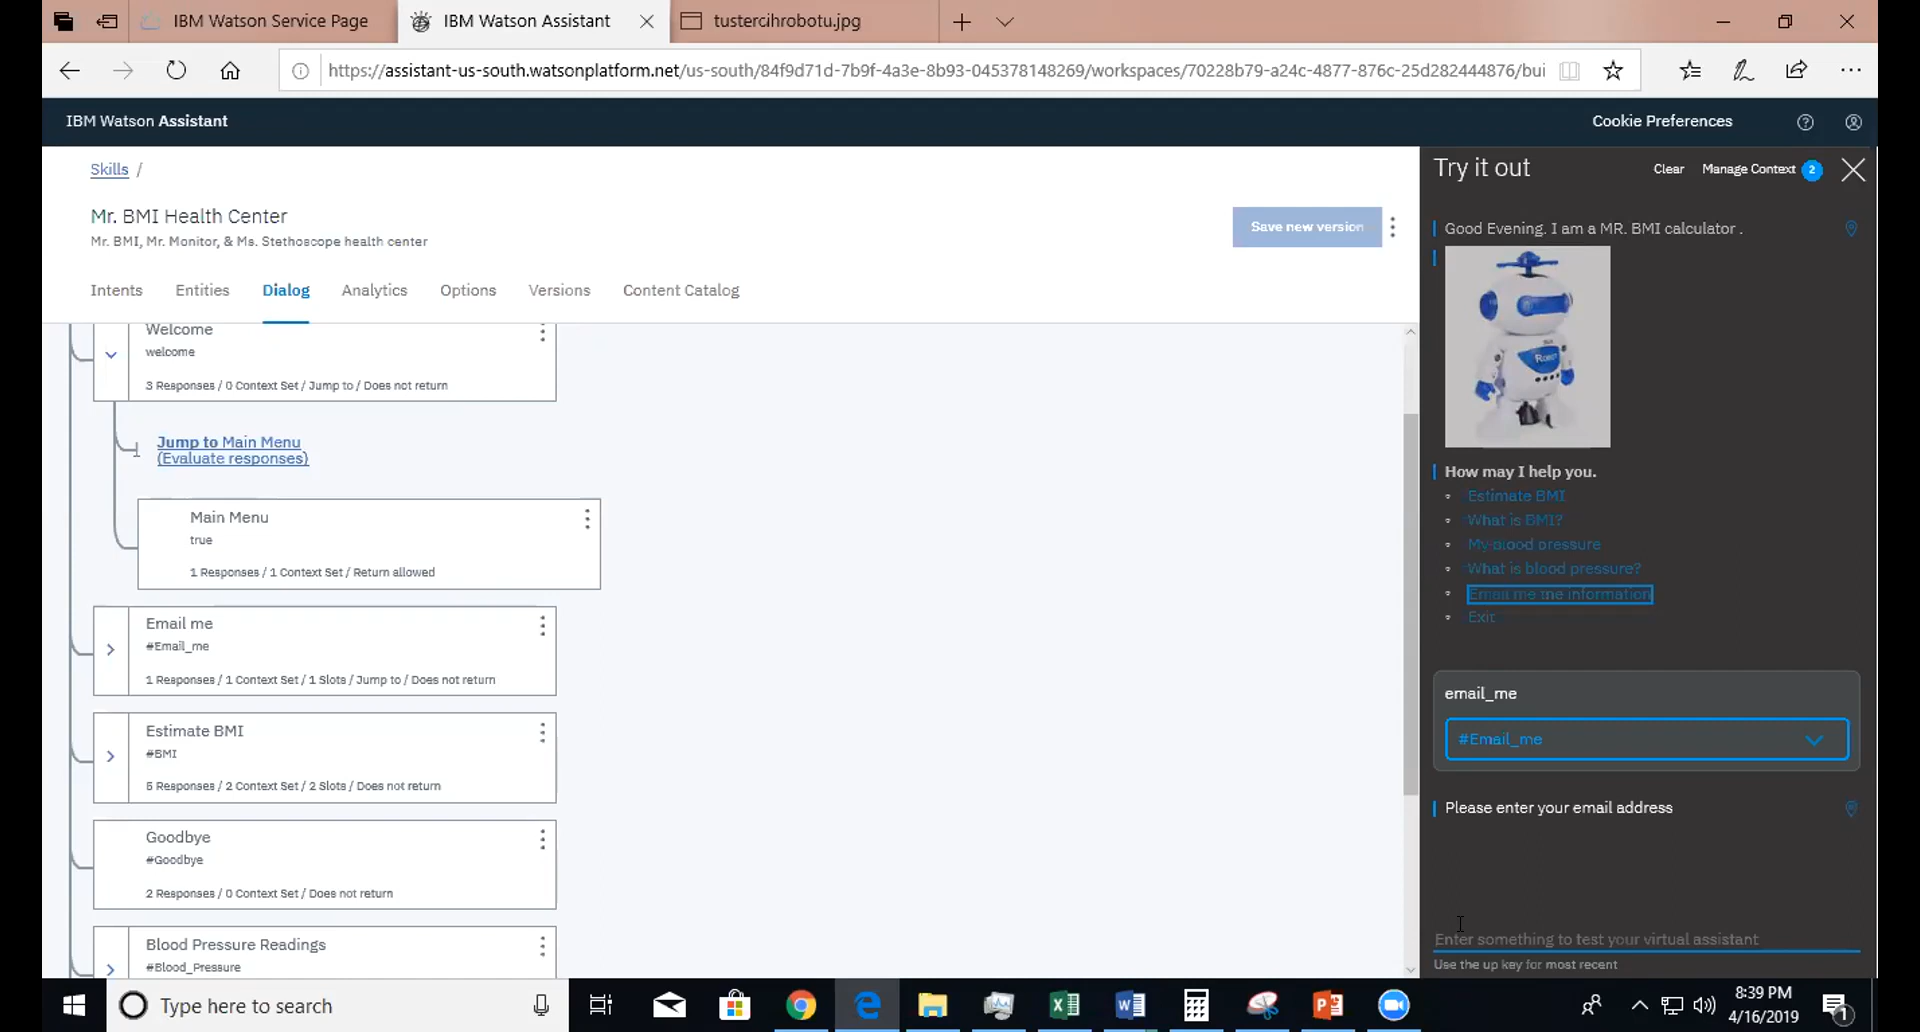 IBM Watson Service Page
IBM Watson Assistant
tustercihrobotu.jpg
https://assistant-us-south.watsonplatform.net/us-south/84f9d71d-7b9f-4a3e-8b93-045378148269/workspaces/70228b79-a24c-4877-876c-25d282444876/bui
IBM Watson Assistant
Cookie Preferences
Skills /
Mr. BMI Health Center
Mr. BMI, Mr. Monitor, & Ms. Stethoscope health center
Save new version
Intents
Entities
Dialog
Analytics
Options
Versions
Content Catalog
Welcome
welcome
3 Responses / 0 Context Set / Jump to / Does not return
Jump to Main Menu
(Evaluate responses)
Main Menu
true
1 Responses / 1 Context Set / Return allowed
Email me
#Email_me
1 Responses / 1 Context Set / 1 Slots / Jump to / Does not return
Estimate BMI
#BMI
5 Responses / 2 Context Set / 2 Slots / Does not return
Goodbye
#Goodbye
2 Responses / 0 Context Set / Does not return
Blood Pressure Readings
#Blood_Pressure
Try it out
Clear
Manage Context 2
Good Evening. I am a MR. BMI calculator .
ROBOT
How may I help you.
Estimate BMI
What is BMI?
My blood pressure
What is blood pressure?
Email me the information
Exit
email_me
#Email_me
Please enter your email address
Enter something to test your virtual assistant
Use the up key for most recent
Type here to search
8:39 PM
4/16/2019
1